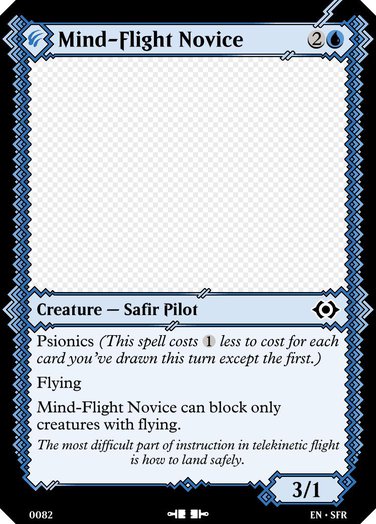 Mind-Flight Novice 2
Creature — Safir Pilot
Psionics (This spell costs 1 less to cost for each
card you've drawn this turn except the first.)
Flying
Mind-Flight Novice can block only
creatures with flying.
The most difficult part of instruction in telekinetic flight
is how to land safely.
3/1
0082
EN • SFR